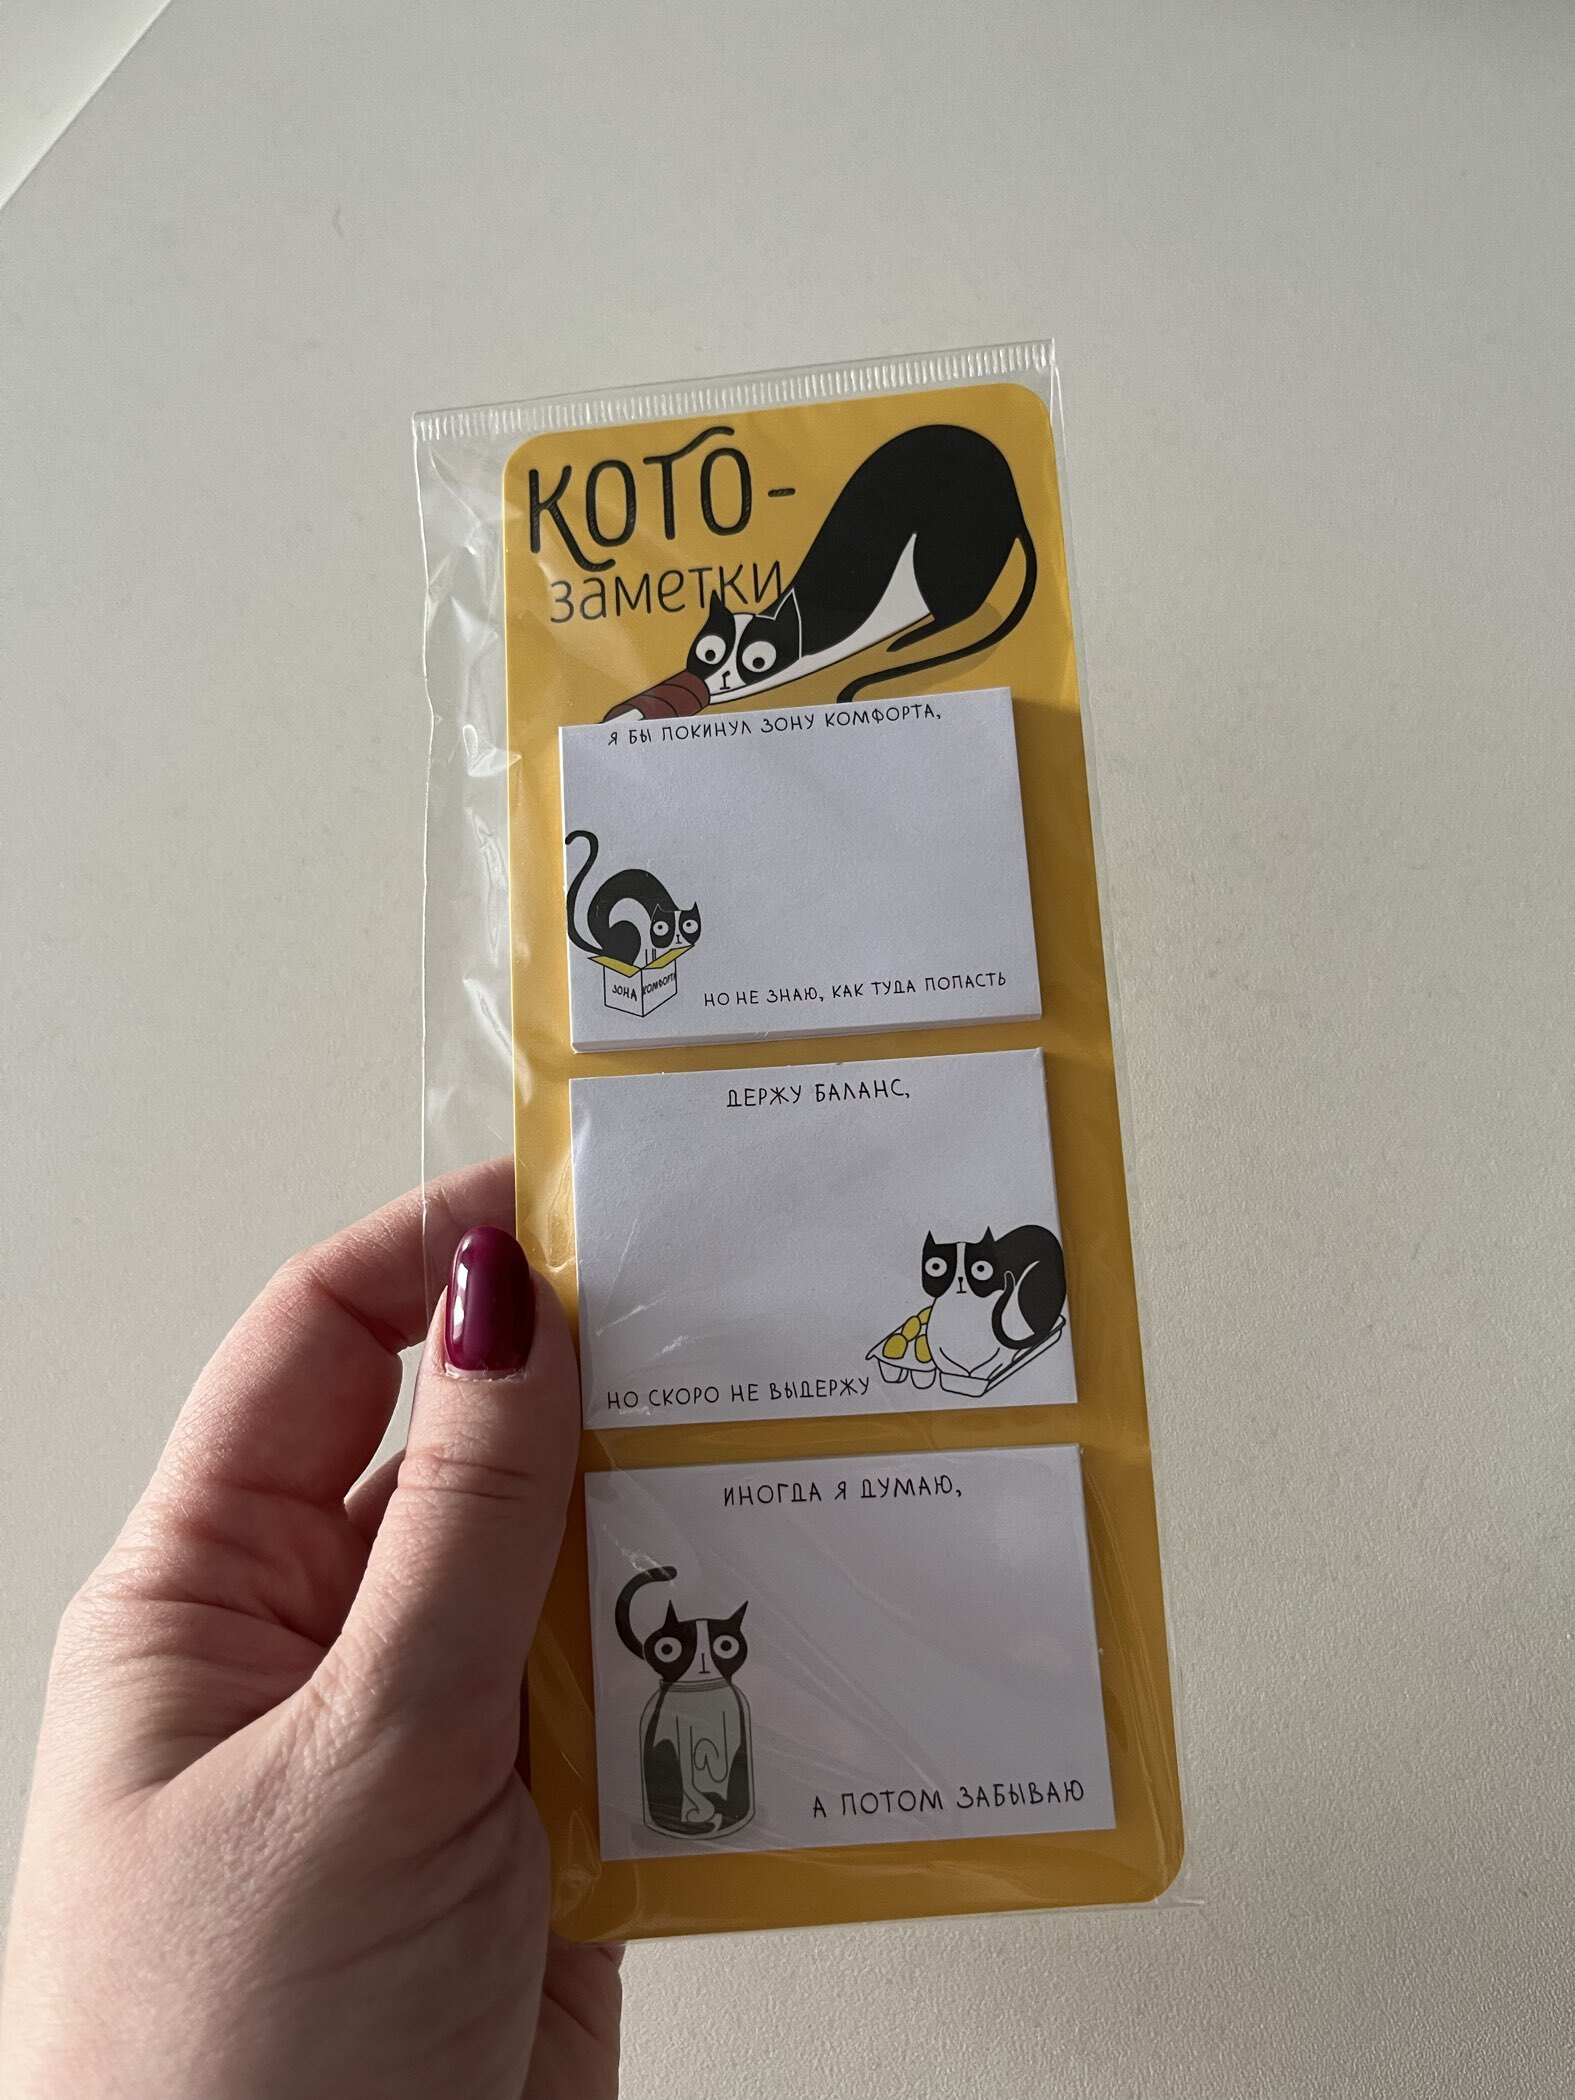 КОТО-
заметки
Я БЫ ПОКИНУЛ ЗОНУ КОМФОРТА,
ЗОНА КОМФОРТА
НО НЕ ЗНАЮ, КАК ТУДА ПОПАСТЬ
ДЕРЖУ БАЛАНС,
НО СКОРО НЕ ВЫДЕРЖУ
ИНОГДА Я ДУМАЮ,
А ПОТОМ ЗАБЫВАЮ